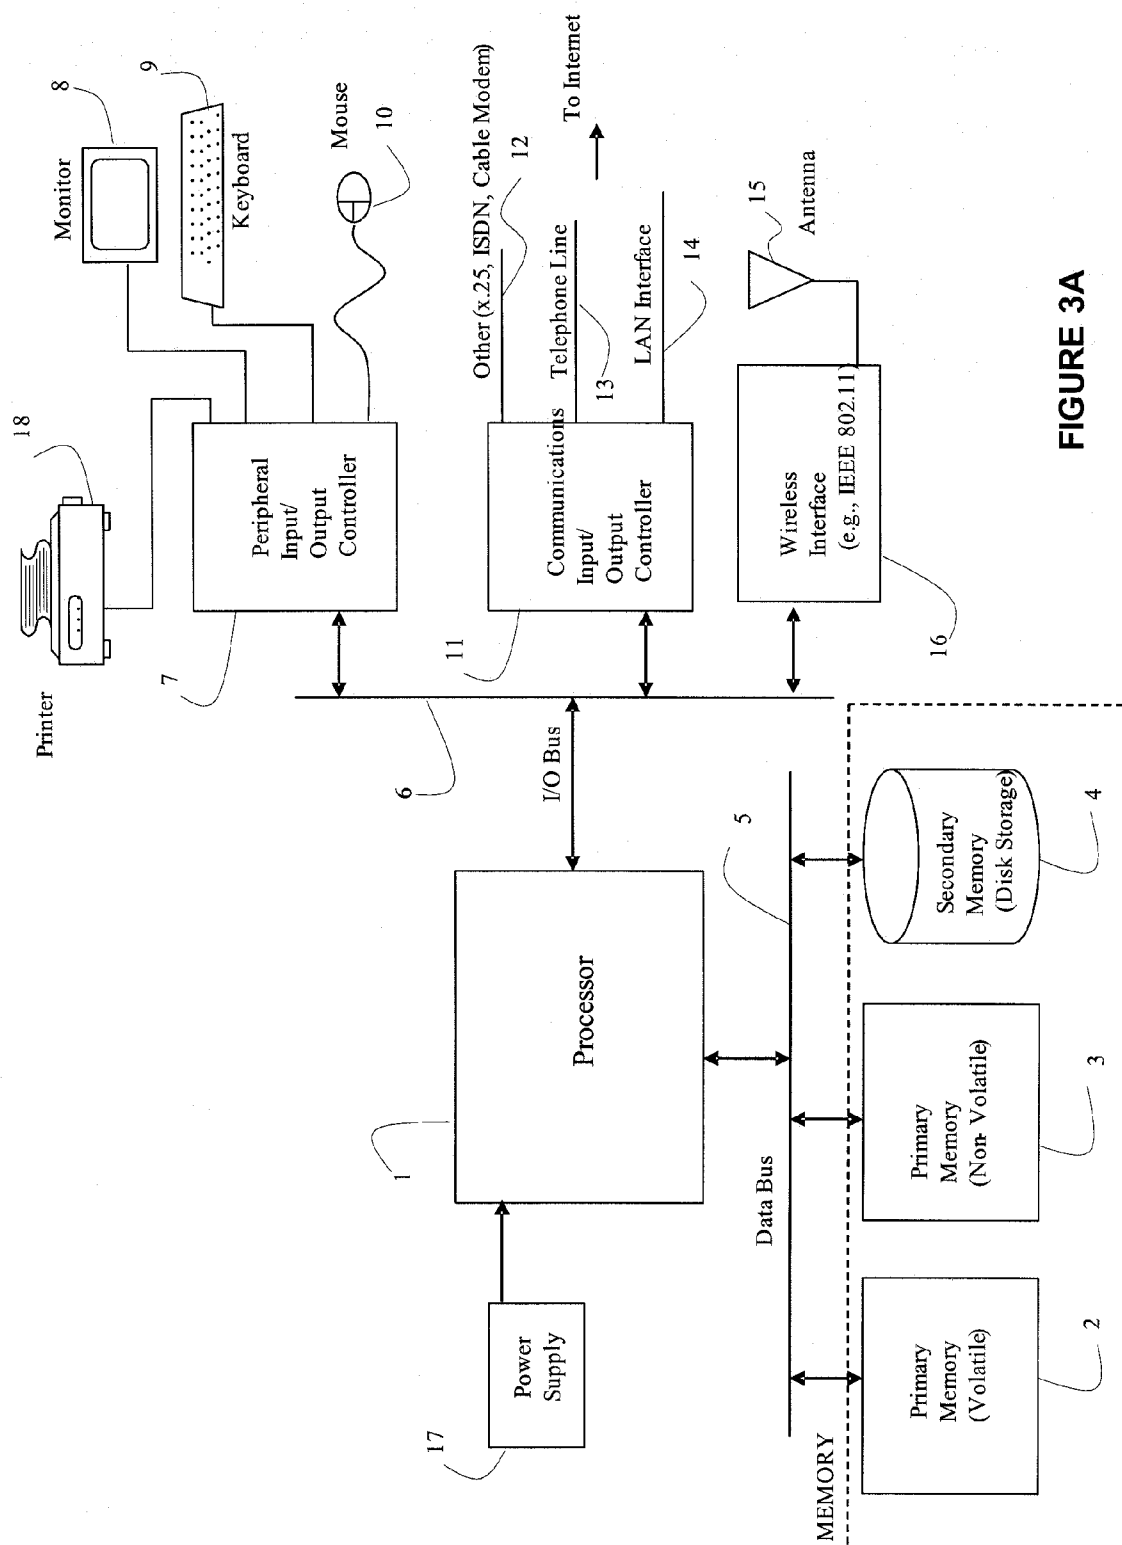 Printer
18
Monitor
8
9
Keyboard
Mouse
10
7
Peripheral
Input/
Output
Controller
Other (x.25, ISDN, Cable Modem)
12
Telephone Line
13
To Internet
LAN Interface
14
11
Communications
Input/
Output
Controller
15
Antenna
Wireless
Interface
(e.g., IEEE 802.11)
16
6
I/O Bus
1
Processor
17
Power
Supply
5
Data Bus
MEMORY
Primary
Memory
(Volatile)
2
Primary
Memory
(Non-Volatile)
3
Secondary
Memory
(Disk Storage)
4
FIGURE 3A